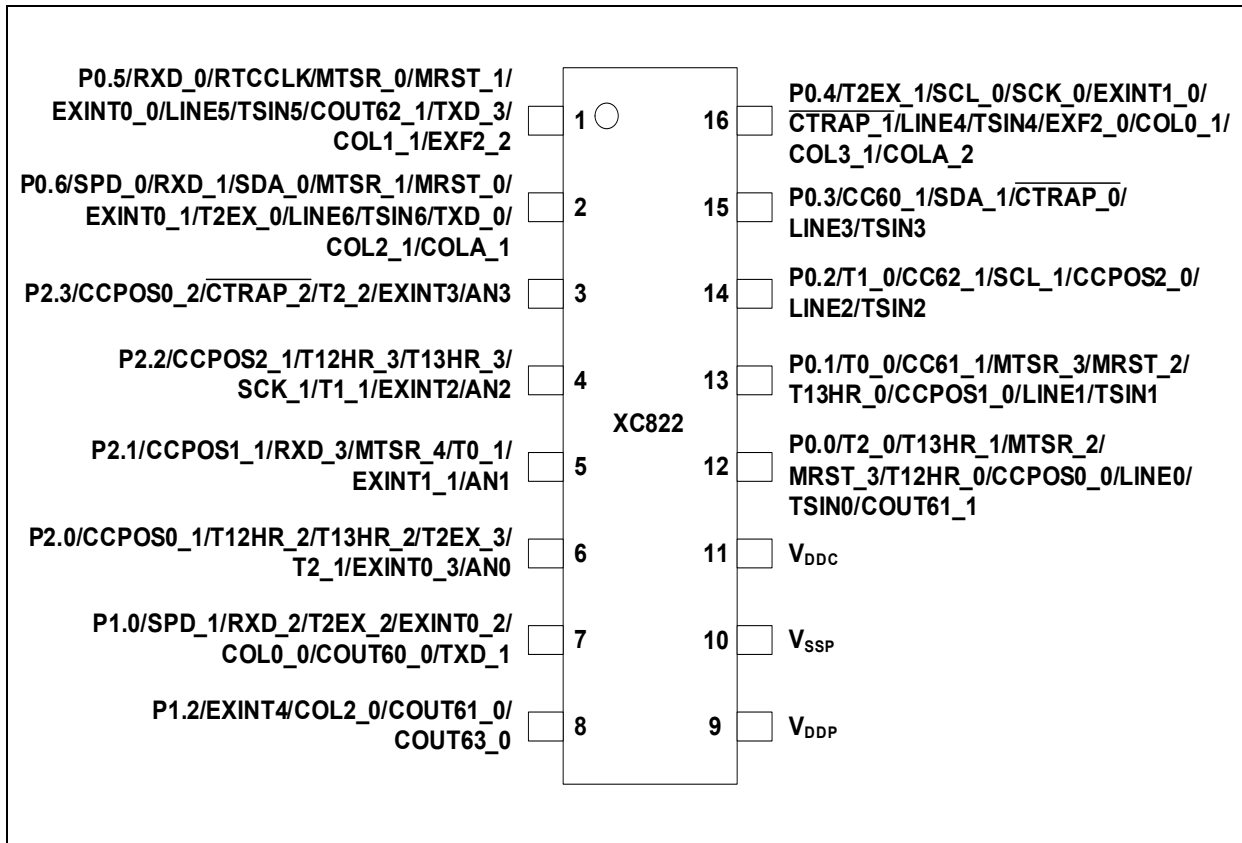 P0.5/RXD_0/RTCCLK/MTSR_0/MRST_1/
EXINT0_0/LINE5/TSIN5/COUT62_1/TXD_3/
COL1_1/EXF2_2
1
P0.6/SPD_0/RXD_1/SDA_0/MTSR_1/MRST_0/
EXINT0_1/T2EX_0/LINE6/TSIN6/TXD_0/
COL2_1/COLA_1
2
P2.3/CCPOS0_2/CTRAP_2/T2_2/EXINT3/AN3
3
P2.2/CCPOS2_1/T12HR_3/T13HR_3/
SCK_1/T1_1/EXINT2/AN2
4
P2.1/CCPOS1_1/RXD_3/MTSR_4/T0_1/
EXINT1_1/AN1
5
P2.0/CCPOS0_1/T12HR_2/T13HR_2/T2EX_3/
T2_1/EXINT0_3/AN0
6
P1.0/SPD_1/RXD_2/T2EX_2/EXINT0_2/
COL0_0/COUT60_0/TXD_1
7
P1.2/EXINT4/COL2_0/COUT61_0/
COUT63_0
8
XC822
16
P0.4/T2EX_1/SCL_0/SCK_0/EXINT1_0/
CTRAP_1/LINE4/TSIN4/EXF2_0/COL0_1/
COL3_1/COLA_2
15
P0.3/CC60_1/SDA_1/CTRAP_0/
LINE3/TSIN3
14
P0.2/T1_0/CC62_1/SCL_1/CCPOS2_0/
LINE2/TSIN2
13
P0.1/T0_0/CC61_1/MTSR_3/MRST_2/
T13HR_0/CCPOS1_0/LINE1/TSIN1
12
P0.0/T2_0/T13HR_1/MTSR_2/
MRST_3/T12HR_0/CCPOS0_0/LINE0/
TSIN0/COUT61_1
11
VDDC
10
VSSP
9
VDDP